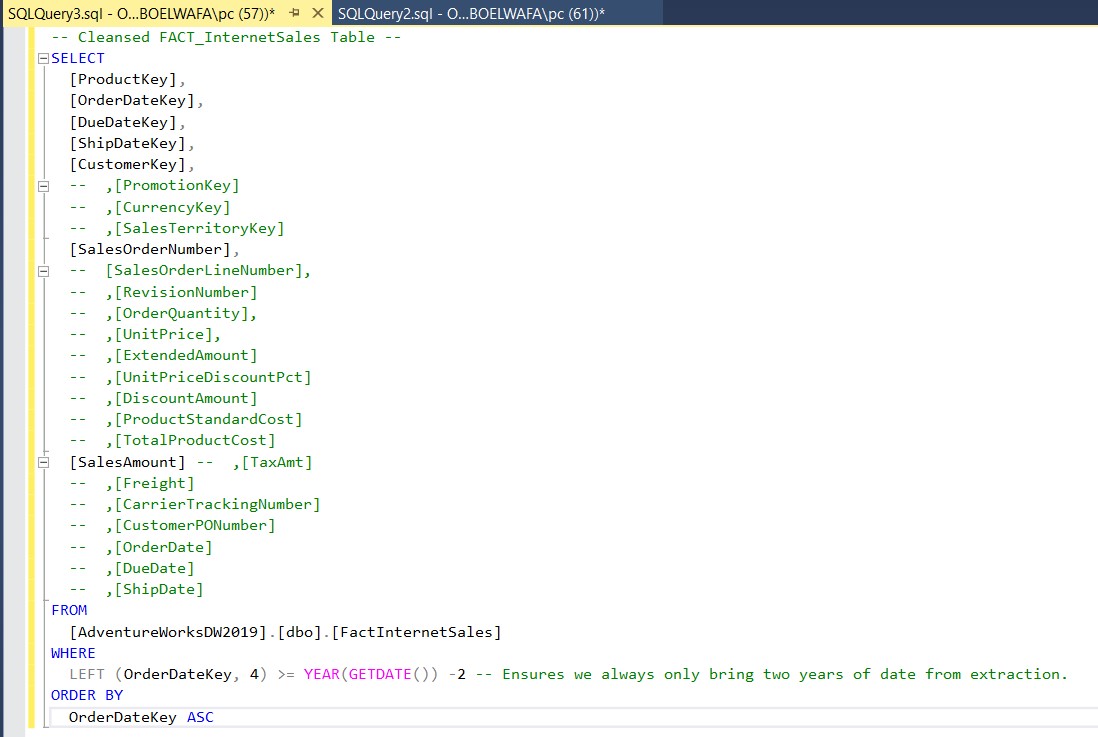 SQLQuery3.sql - O...BOELWAFA\pc (57))* SQLQuery2.sql - O...BOELWAFA\pc (61))*
-- Cleansed FACT_InternetSales Table --
SELECT
[ProductKey],
[OrderDateKey],
[DueDateKey],
[ShipDateKey],
[CustomerKey],
-- ,[PromotionKey]
-- ,[CurrencyKey]
-- ,[SalesTerritoryKey]
[SalesOrderNumber],
-- [SalesOrderLineNumber],
-- ,[RevisionNumber]
-- ,[OrderQuantity],
-- ,[UnitPrice],
-- ,[ExtendedAmount]
-- ,[UnitPriceDiscountPct]
-- ,[DiscountAmount]
-- ,[ProductStandardCost]
-- ,[TotalProductCost]
[SalesAmount] -- ,[TaxAmt]
-- ,[Freight]
-- ,[CarrierTrackingNumber]
-- ,[CustomerPONumber]
-- ,[OrderDate]
-- ,[DueDate]
-- ,[ShipDate]
FROM
[AdventureWorksDW2019].[dbo].[FactInternetSales]
WHERE
LEFT (OrderDateKey, 4) >= YEAR(GETDATE()) -2 -- Ensures we always only bring two years of date from extraction.
ORDER BY
OrderDateKey ASC